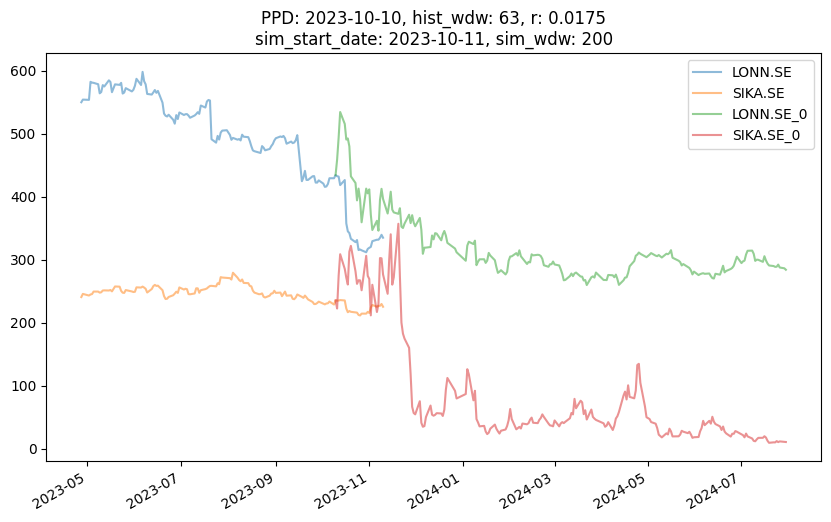 PPD: 2023-10-10, hist_wdw: 63, r: 0.0175
sim_start_date: 2023-10-11, sim_wdw: 200
LONN.SE
SIKA.SE
LONN.SE_0
SIKA.SE_0
600
500
400
300
200
100
0
2023-05
2023-07
2023-09
2023-11
2024-01
2024-03
2024-05
2024-07